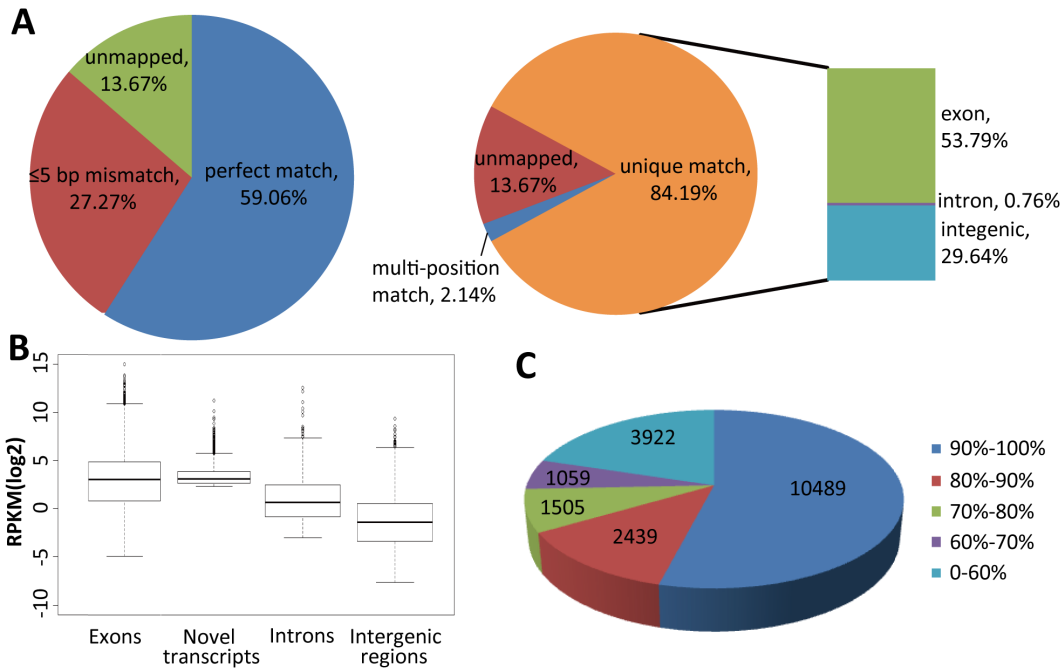 A
unmapped,
13.67%
≤5 bp mismatch,
27.27%
perfect match,
59.06%
unmapped,
13.67%
unique match,
84.19%
multi-position
match, 2.14%
exon,
53.79%
intron, 0.76%
integenic,
29.64%
B
RPKM(log2)
15
10
5
0
-5
-10
Exons
Novel
transcripts
Introns
Intergenic
regions
C
3922
1059
1505
2439
10489
90%-100%
80%-90%
70%-80%
60%-70%
0-60%